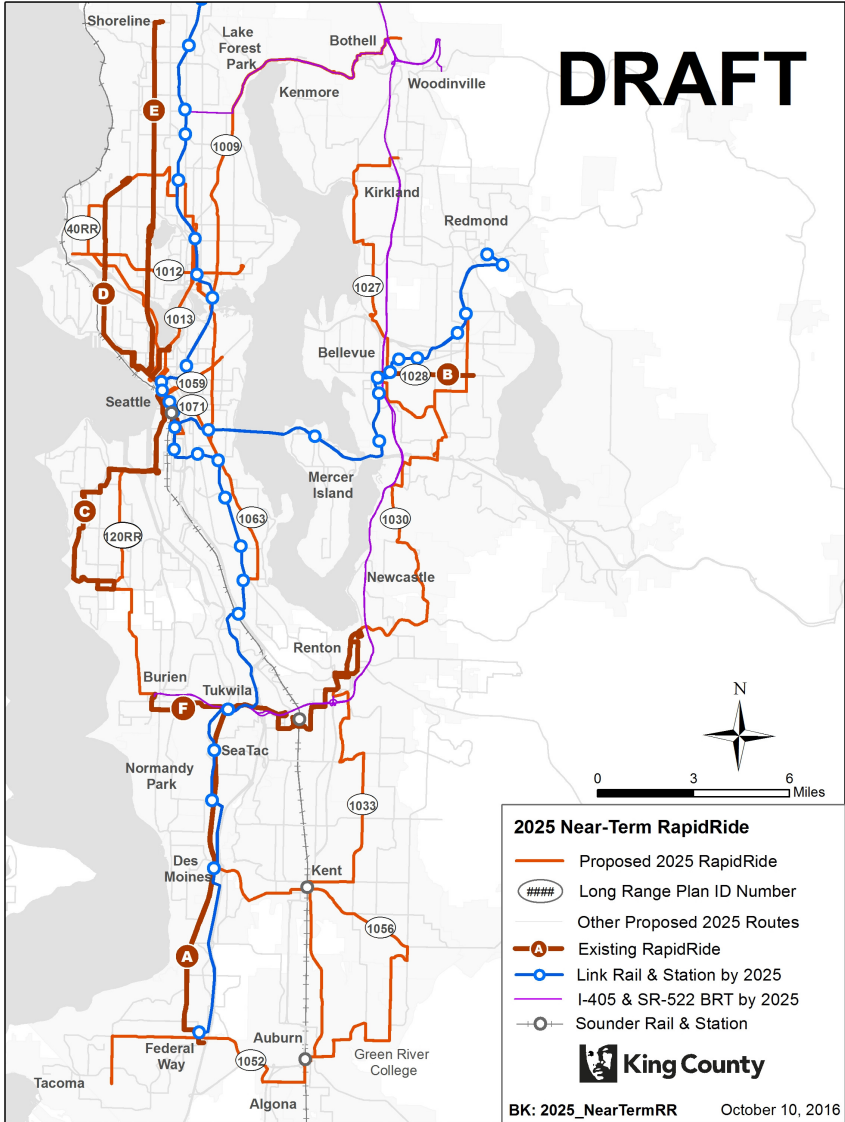 Shoreline
Lake
Forest
Park
Bothell
Woodinville
Kenmore
DRAFT
E
1009
Kirkland
Redmond
40RR
1012
1027
D
1013
Bellevue
1028
B
1059
Seattle
1071
Mercer
Island
C
1063
1030
120RR
Newcastle
Renton
Burien
Tukwila
F
SeaTac
Normandy
Park
1033
Des
Moines
Kent
1056
A
Auburn
Federal
Way
1052
Green River
College
Tacoma
Algona
N
0 3 6
Miles
2025 Near-Term RapidRide
Proposed 2025 RapidRide
#### Long Range Plan ID Number
Other Proposed 2025 Routes
A Existing RapidRide
Link Rail & Station by 2025
I-405 & SR-522 BRT by 2025
Sounder Rail & Station
King County
BK: 2025_NearTermRR October 10, 2016